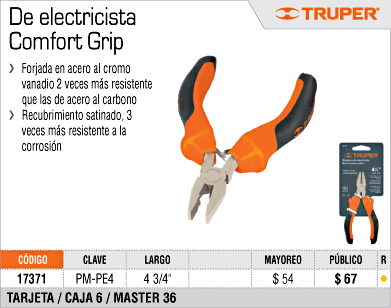 De electricista
Comfort Grip
TRUPER®
Forjada en acero al cromo
vanadio 2 veces más resistente
que las de acero al carbono
Recubrimiento satinado, 3
veces más resistente a la
corrosión
TRUPER
CÓDIGO CLAVE LARGO MAYOREO PÚBLICO R
17371 PM-PE4 4 3/4" $ 54 $ 67
TARJETA / CAJA 6 / MASTER 36